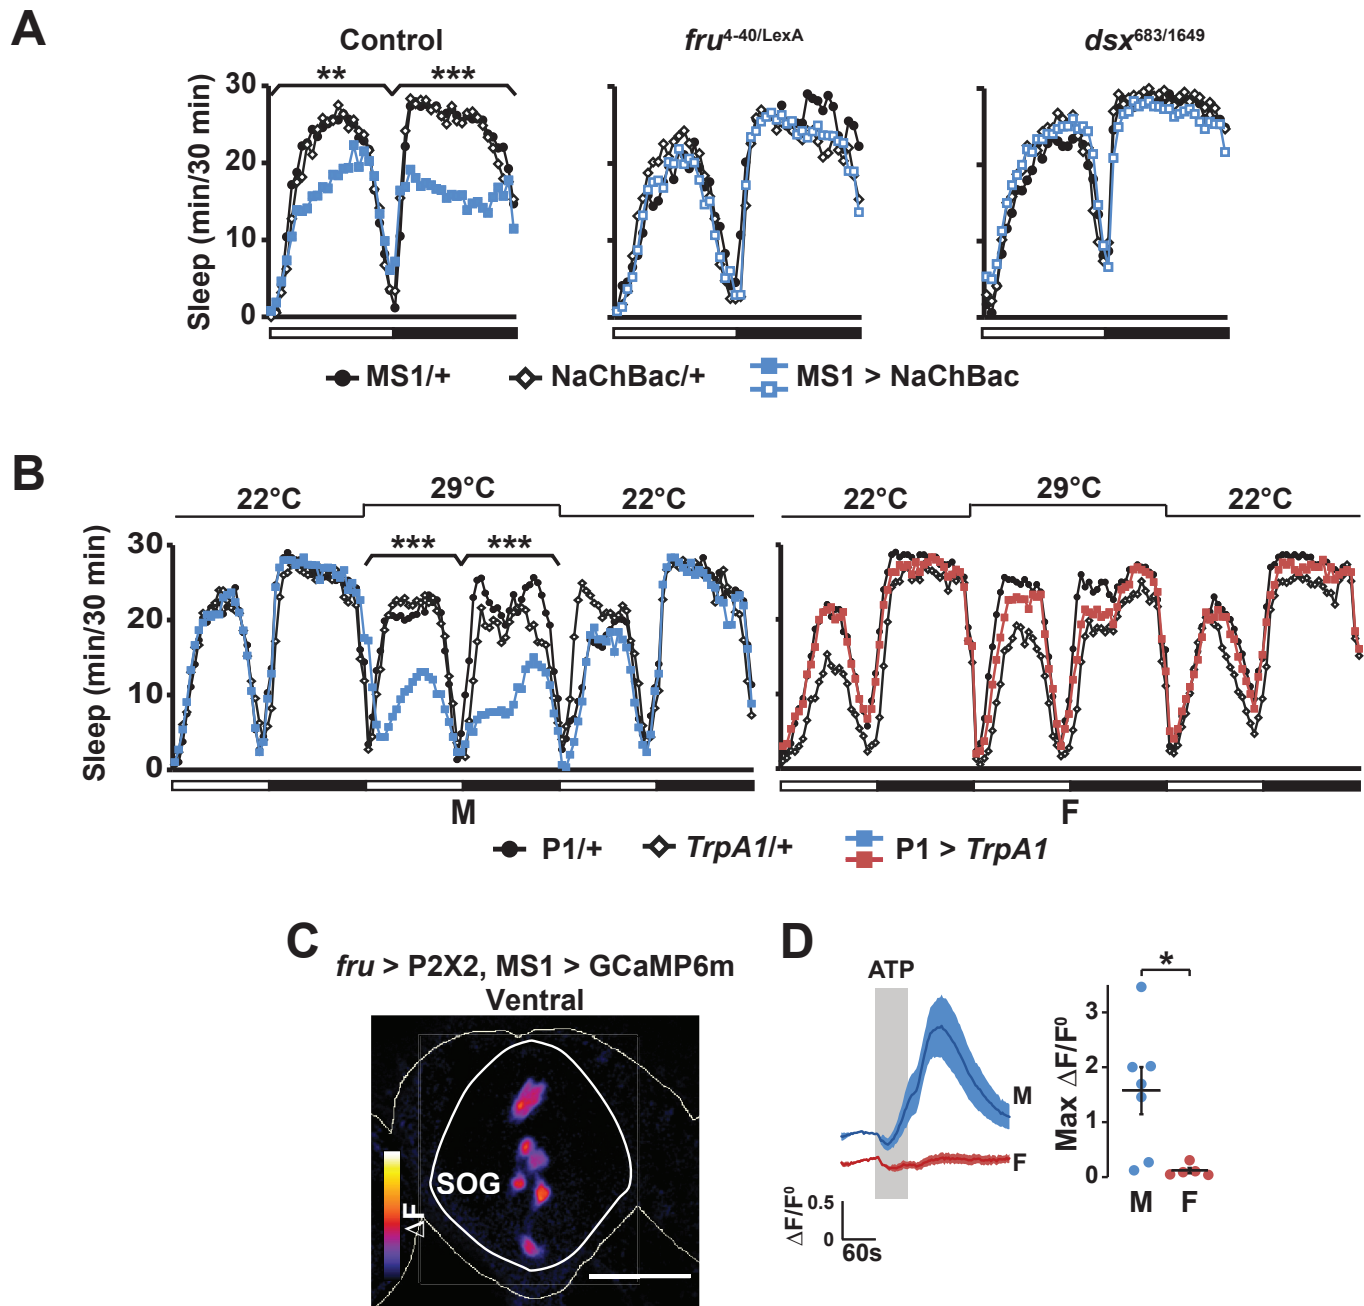 A
Control
fru4-40/LexA
dsx683/1649
** ***
Sleep (min/30 min)
30
20
10
0
MS1/+ NaChBac/+ MS1 > NaChBac
B
22°C 29°C 22°C 22°C 29°C 22°C
*** ***
Sleep (min/30 min)
30
20
10
0
M F
P1/+ TrpA1/+ P1 > TrpA1
C
fru > P2X2, MS1 > GCaMP6m
Ventral
SOG
ΔF
D
ATP
M
F
ΔF/F0
0.5
0
60s
*
Max ΔF/F0
3
2
1
0
M F